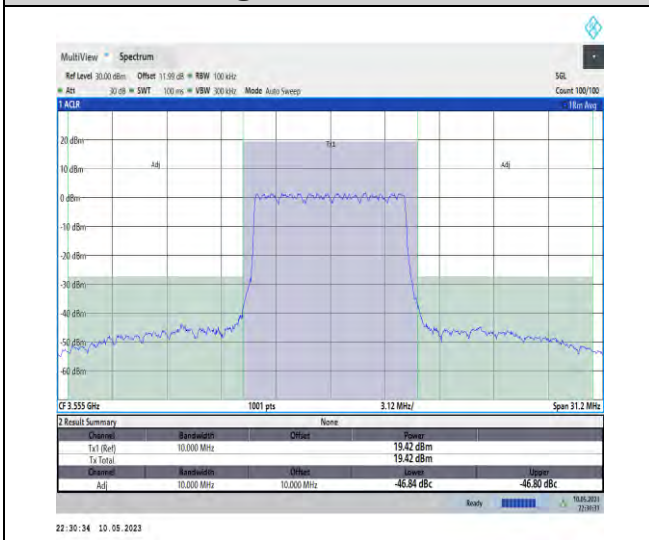 MultiView Spectrum
Ref Level 30.00 dBm Offset 11.99 dB RBW 100 kHz SGL
Att 30 dB SWT 100 ms VBW 300 kHz Mode Auto Sweep Count 100/100
1 ACLR 1Rm Avg
20 dBm
Tx1
Adj Adj
10 dBm
0 dBm
-10 dBm
-20 dBm
-30 dBm
-40 dBm
-50 dBm
-60 dBm
CF 3.555 GHz 1001 pts 3.12 MHz/ Span 31.2 MHz
2 Result Summary None
Channel Bandwidth Offset Power
Tx1 (Ref) 10.000 MHz 19.42 dBm
Tx Total 19.42 dBm
Channel Bandwidth Offset Lower Upper
Adj 10.000 MHz 10.000 MHz -46.84 dBc -46.80 dBc
Ready 10.05.2023
22:30:33
22:30:34 10.05.2023